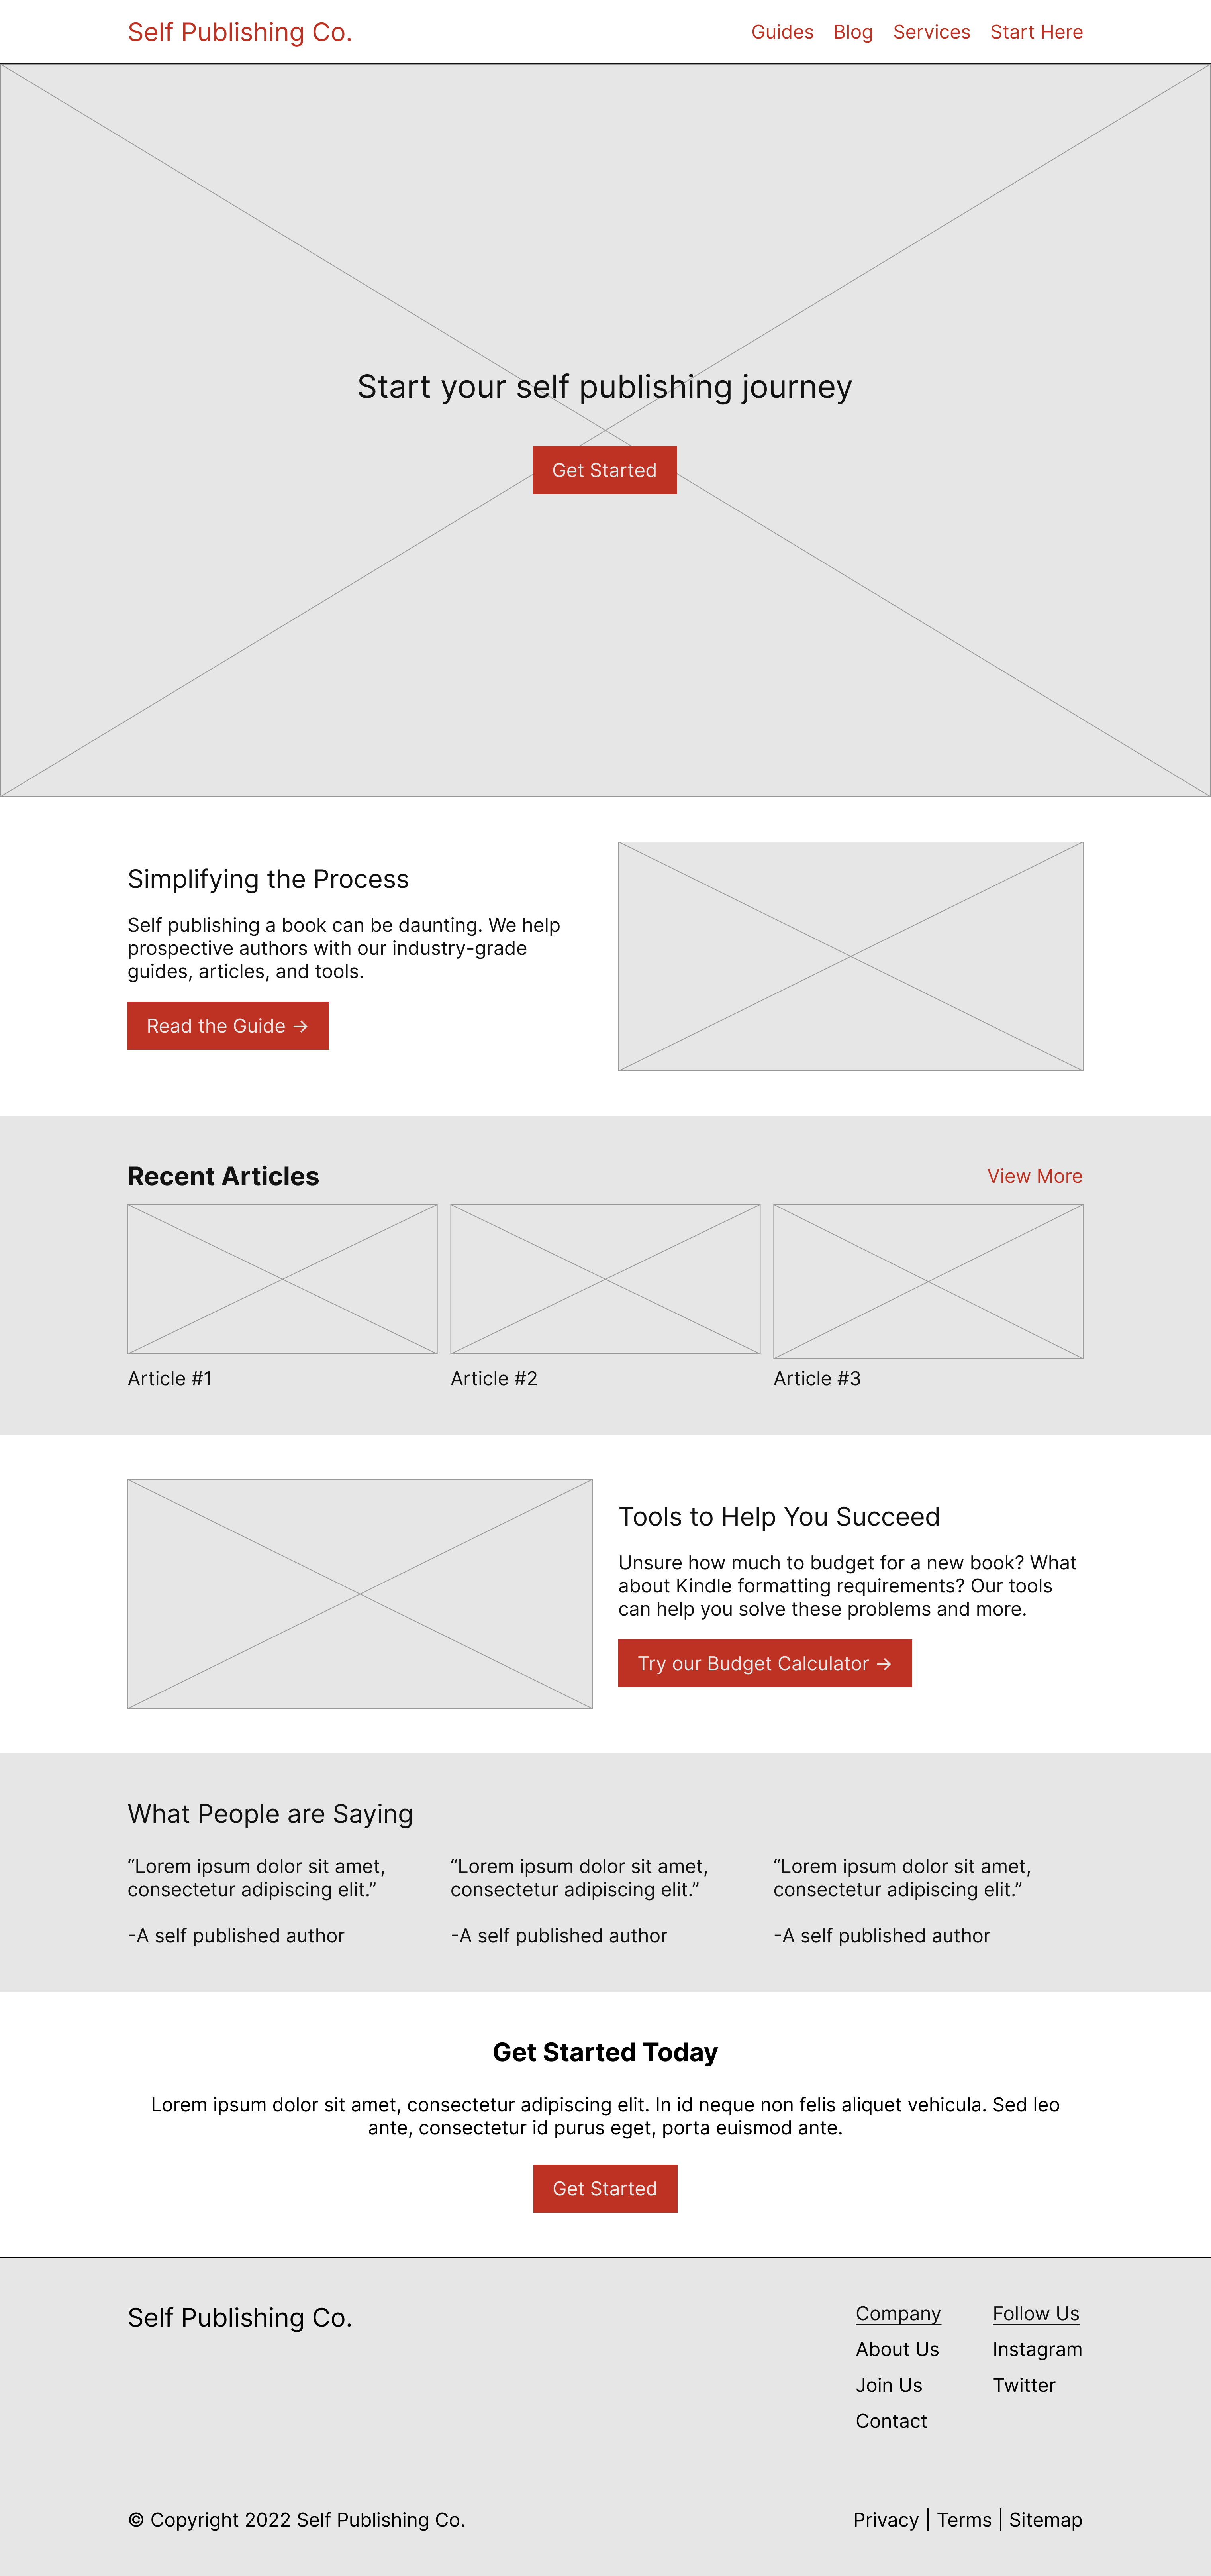 Self Publishing Co.
Guides Blog Services Start Here
Start your self publishing journey
Get Started
Simplifying the Process
Self publishing a book can be daunting. We help
prospective authors with our industry-grade
guides, articles, and tools.
Read the Guide →
Recent Articles
View More
Article #1
Article #2
Article #3
Tools to Help You Succeed
Unsure how much to budget for a new book? What
about Kindle formatting requirements? Our tools
can help you solve these problems and more.
Try our Budget Calculator →
What People are Saying
“Lorem ipsum dolor sit amet,
consectetur adipiscing elit.”
-A self published author
“Lorem ipsum dolor sit amet,
consectetur adipiscing elit.”
-A self published author
“Lorem ipsum dolor sit amet,
consectetur adipiscing elit.”
-A self published author
Get Started Today
Lorem ipsum dolor sit amet, consectetur adipiscing elit. In id neque non felis aliquet vehicula. Sed leo
ante, consectetur id purus eget, porta euismod ante.
Get Started
Self Publishing Co.
Company
About Us
Join Us
Contact
Follow Us
Instagram
Twitter
© Copyright 2022 Self Publishing Co.
Privacy | Terms | Sitemap